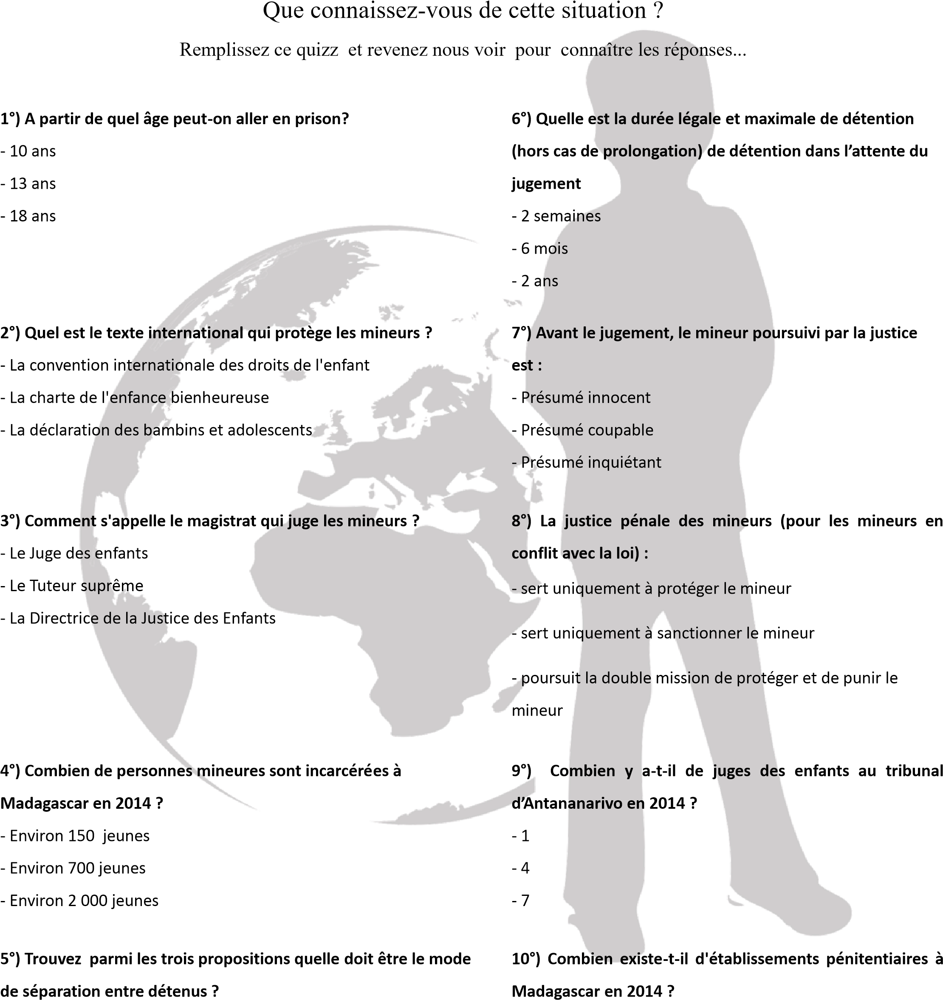 Que connaissez-vous de cette situation ?
Remplissez ce quizz  et revenez nous voir  pour  connaître les réponses...
1°) A partir de quel âge peut-on aller en prison?
- 10 ans
- 13 ans
- 18 ans
2°) Quel est le texte international qui protège les mineurs ?
- La convention internationale des droits de l'enfant
- La charte de l'enfance bienheureuse
- La déclaration des bambins et adolescents
3°) Comment s'appelle le magistrat qui juge les mineurs ?
- Le Juge des enfants
- Le Tuteur suprême
- La Directrice de la Justice des Enfants
4°) Combien de personnes mineures sont incarcérées à
Madagascar en 2014 ?
- Environ 150  jeunes
- Environ 700 jeunes
- Environ 2 000 jeunes
5°) Trouvez  parmi les trois propositions quelle doit être le mode
de séparation entre détenus ?
6°) Quelle est la durée légale et maximale de détention
(hors cas de prolongation) de détention dans l’attente du
jugement
- 2 semaines
- 6 mois
- 2 ans
7°) Avant le jugement, le mineur poursuivi par la justice
est :
- Présumé innocent
- Présumé coupable
- Présumé inquiétant
8°) La justice pénale des mineurs (pour les mineurs en
conflit avec la loi) :
- sert uniquement à protéger le mineur
- sert uniquement à sanctionner le mineur
- poursuit la double mission de protéger et de punir le
mineur
9°)  Combien y a-t-il de juges des enfants au tribunal
d’Antananarivo en 2014 ?
- 1
- 4
- 7
10°) Combien existe-t-il d'établissements pénitentiaires à
Madagascar en 2014 ?